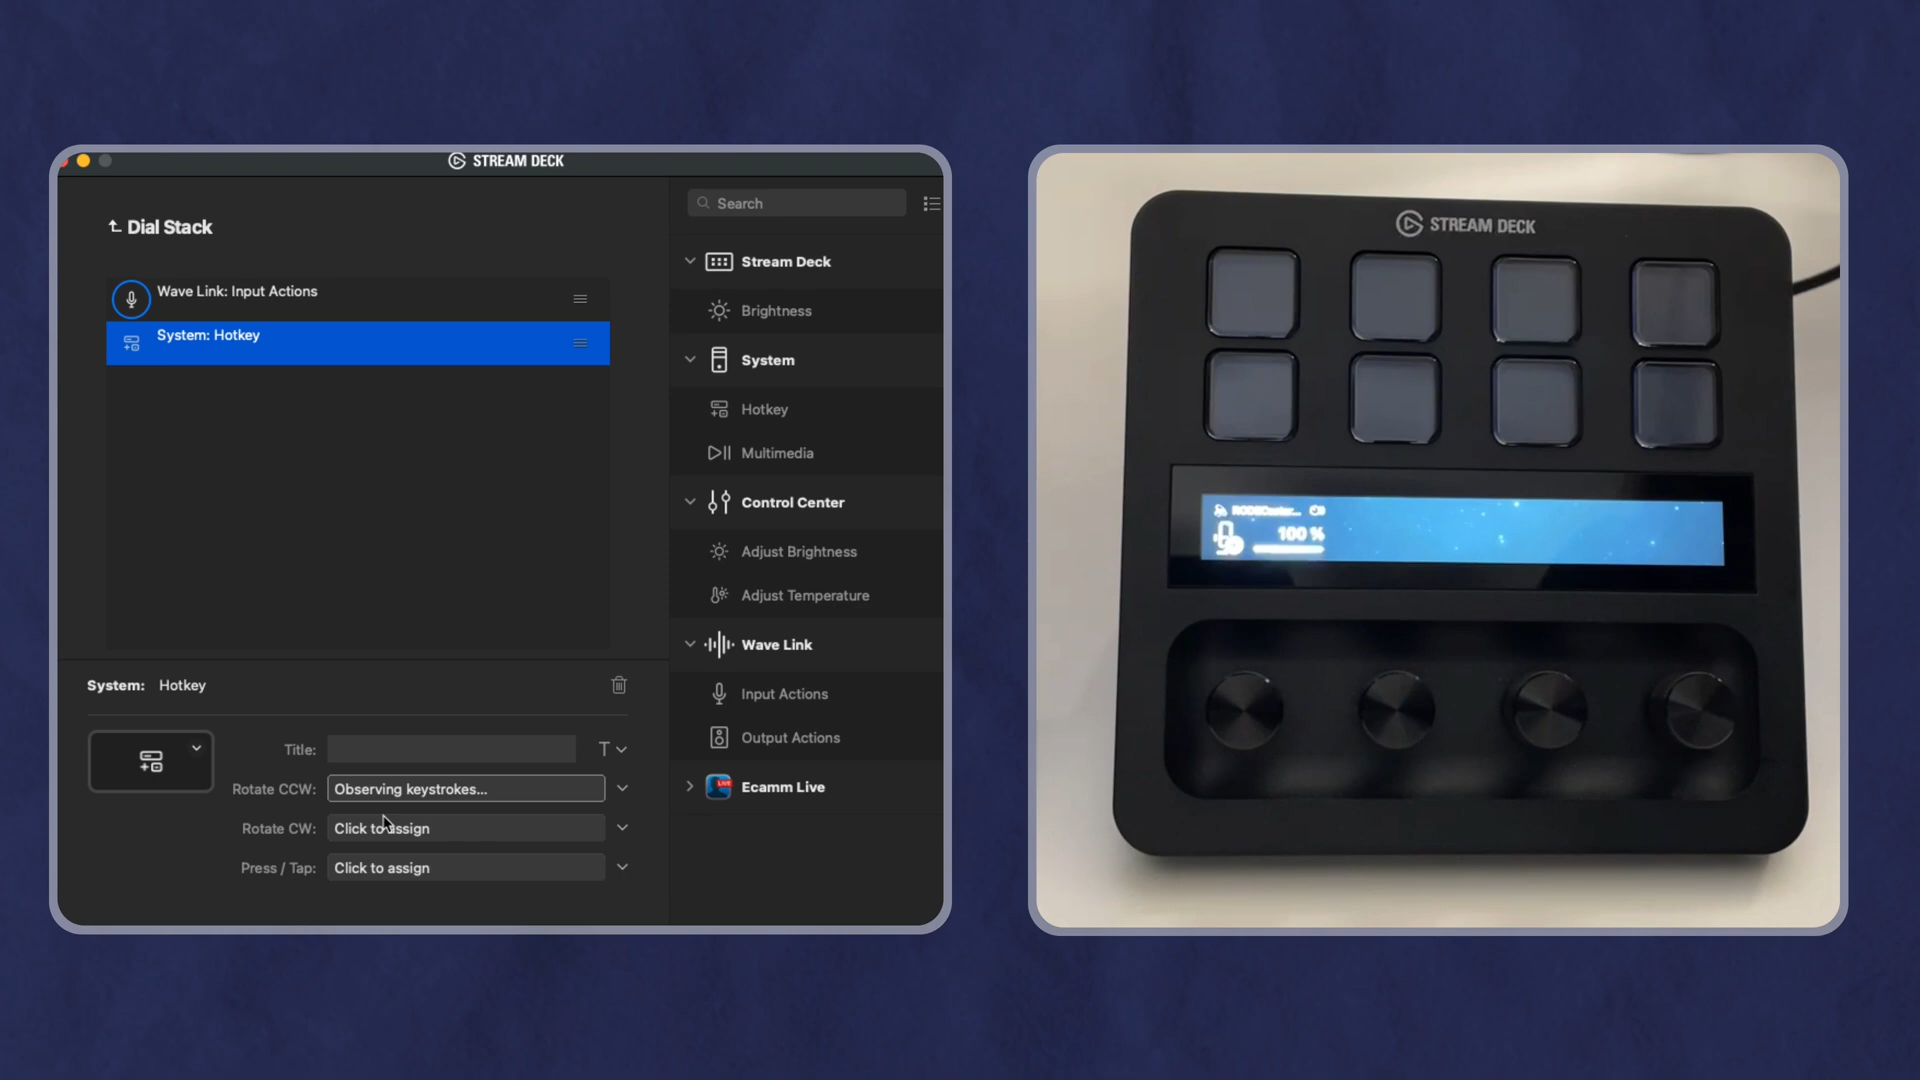 STREAM DECK
Dial Stack
Wave Link: Input Actions
System: Hotkey
System: Hotkey
Title:
T
Rotate CCW: Observing keystrokes...
Rotate CW: Click to assign
Press / Tap: Click to assign
Search
Stream Deck
Brightness
System
Hotkey
Multimedia
Control Center
Adjust Brightness
Adjust Temperature
Wave Link
Input Actions
Output Actions
LIVE
Ecamm Live
STREAM DECK
RODECaster...
100 %